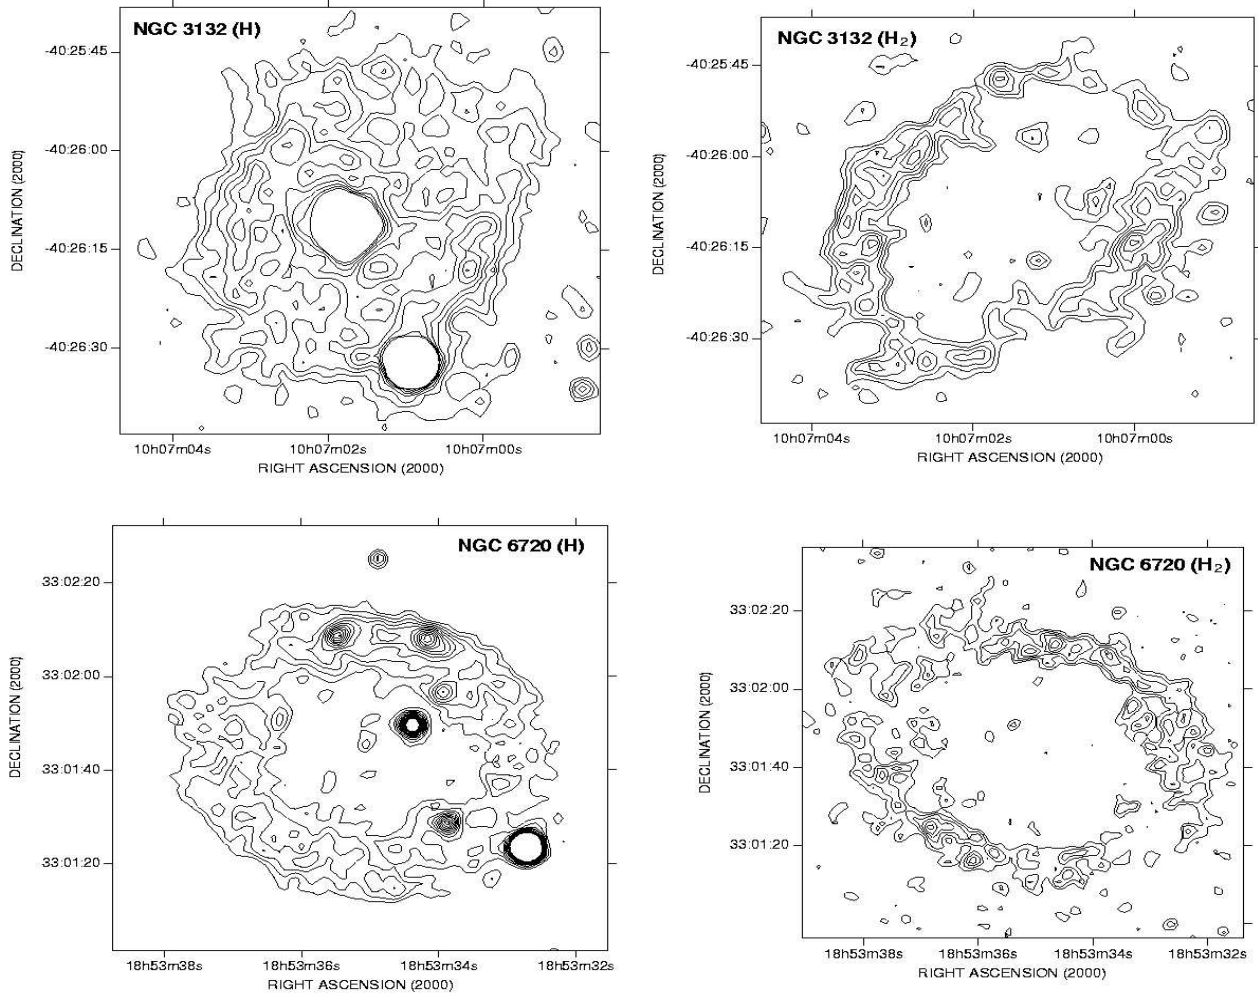 NGC 3132 (H)
-40:25:45
-40:26:00
-40:26:15
-40:26:30
DECLINATION (2000)
10h07m04s 10h07m02s 10h07m00s
RIGHT ASCENSION (2000)
NGC 3132 (H₂)
-40:25:45
-40:26:00
-40:26:15
-40:26:30
DECLINATION (2000)
10h07m04s 10h07m02s 10h07m00s
RIGHT ASCENSION (2000)
NGC 6720 (H)
33:02:20
33:02:00
33:01:40
33:01:20
DECLINATION (2000)
18h53m38s 18h53m36s 18h53m34s 18h53m32s
RIGHT ASCENSION (2000)
NGC 6720 (H₂)
33:02:20
33:02:00
33:01:40
33:01:20
DECLINATION (2000)
18h53m38s 18h53m36s 18h53m34s 18h53m32s
RIGHT ASCENSION (2000)